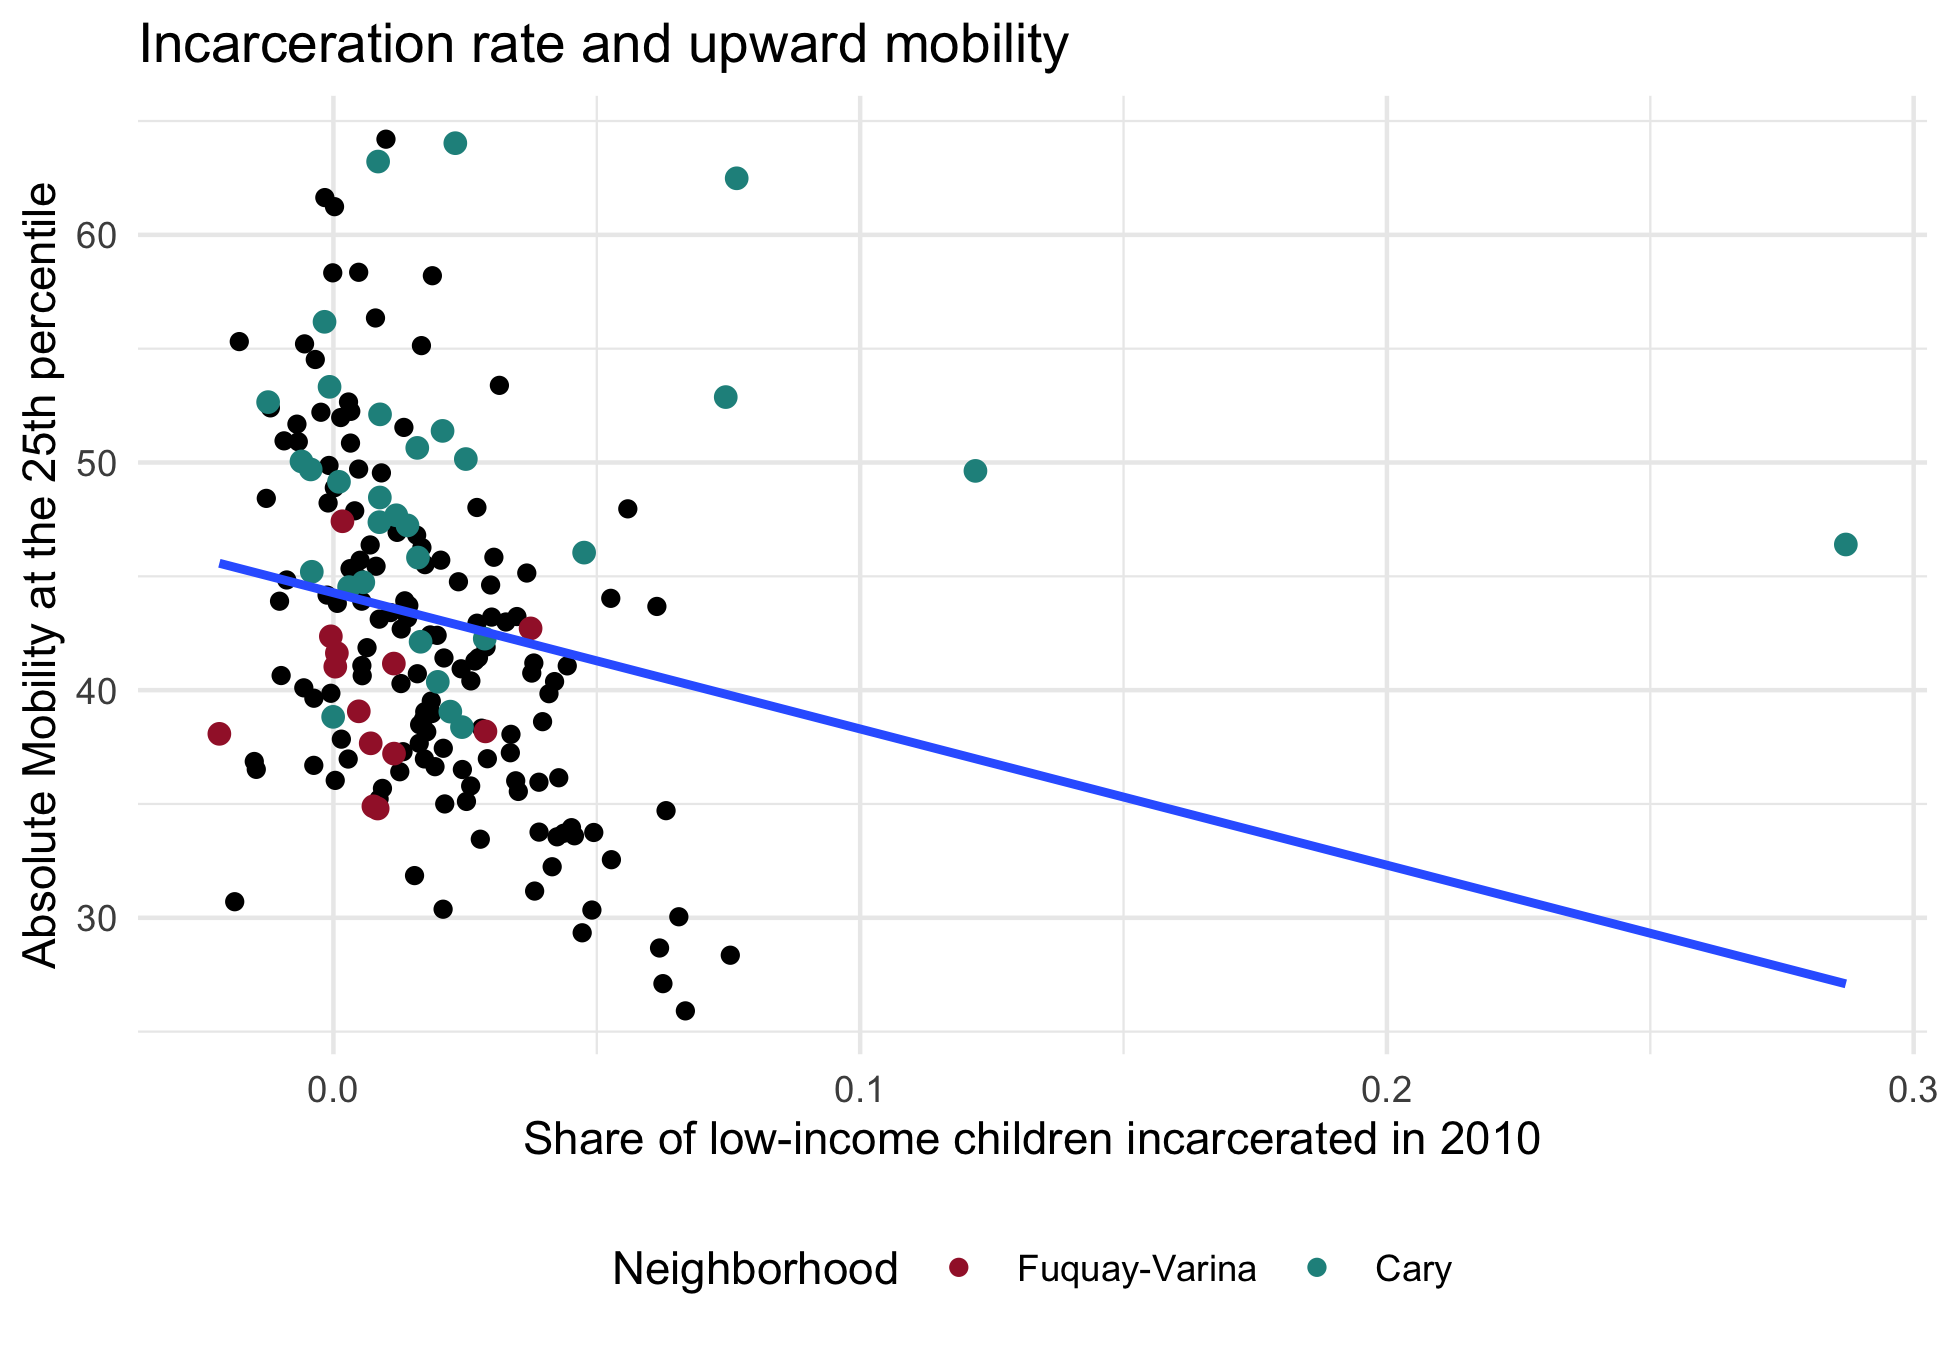 Incarceration rate and upward mobility
Absolute Mobility at the 25th percentile
60
50
40
30
0.0 0.1 0.2 0.3
Share of low-income children incarcerated in 2010
Neighborhood Fuquay-Varina Cary